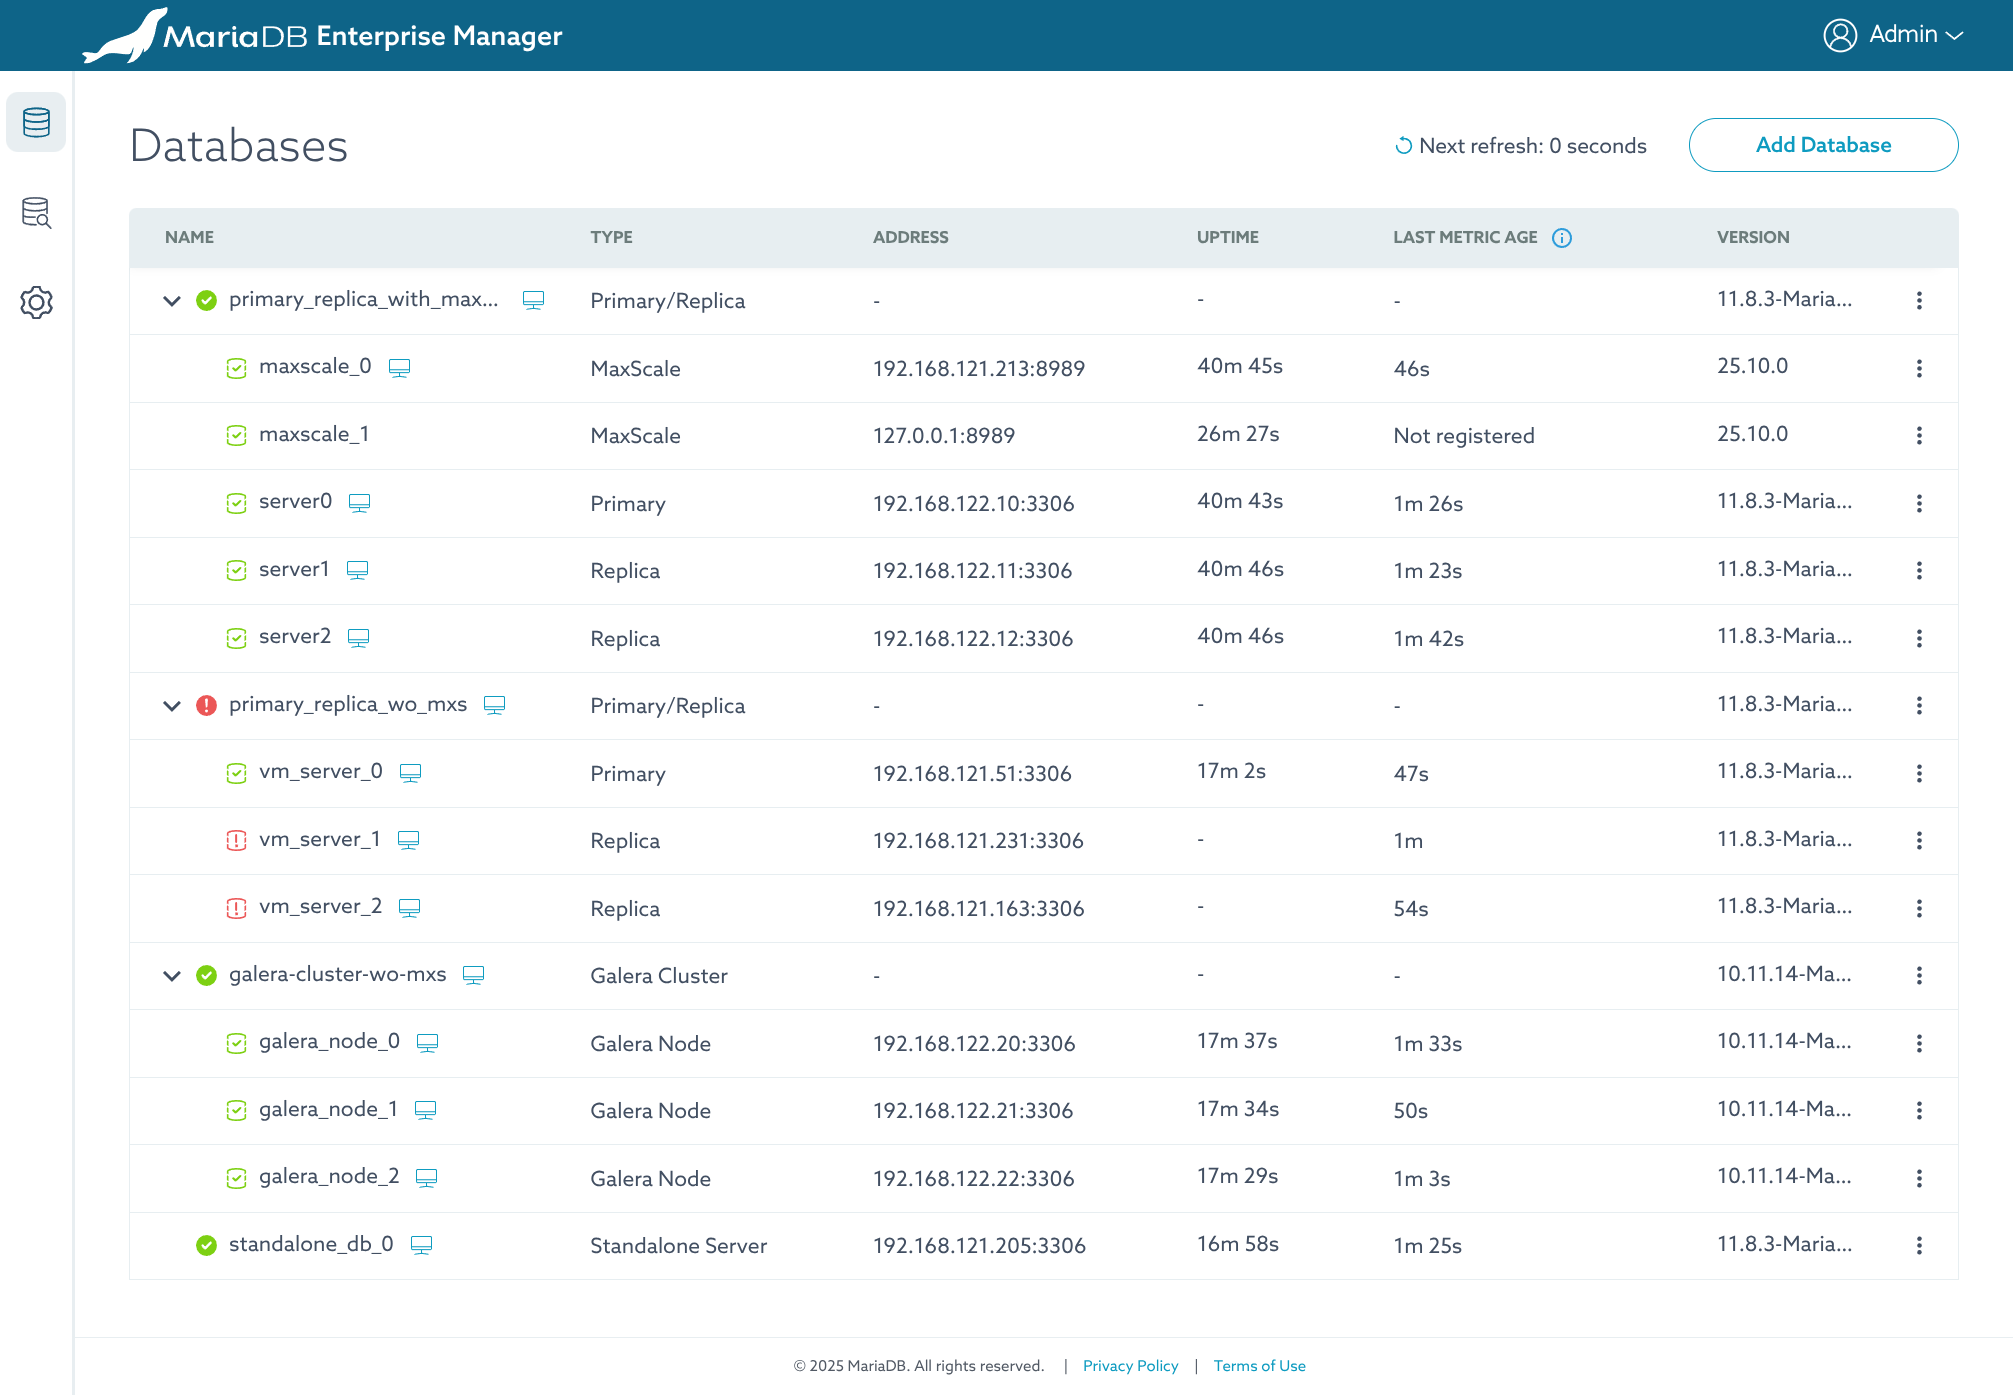 MariaDB Enterprise Manager
Admin
Databases
Next refresh: 0 seconds
Add Database
NAME TYPE ADDRESS UPTIME LAST METRIC AGE VERSION
primary_replica_with_max... Primary/Replica - - - 11.8.3-Maria...
maxscale_0 MaxScale 192.168.121.213:8989 40m 45s 46s 25.10.0
maxscale_1 MaxScale 127.0.0.1:8989 26m 27s Not registered 25.10.0
server0 Primary 192.168.122.10:3306 40m 43s 1m 26s 11.8.3-Maria...
server1 Replica 192.168.122.11:3306 40m 46s 1m 23s 11.8.3-Maria...
server2 Replica 192.168.122.12:3306 40m 46s 1m 42s 11.8.3-Maria...
primary_replica_wo_mxs Primary/Replica - - - 11.8.3-Maria...
vm_server_0 Primary 192.168.121.51:3306 17m 2s 47s 11.8.3-Maria...
vm_server_1 Replica 192.168.121.231:3306 - 1m 11.8.3-Maria...
vm_server_2 Replica 192.168.121.163:3306 - 54s 11.8.3-Maria...
galera-cluster-wo-mxs Galera Cluster - - - 10.11.14-Ma...
galera_node_0 Galera Node 192.168.122.20:3306 17m 37s 1m 33s 10.11.14-Ma...
galera_node_1 Galera Node 192.168.122.21:3306 17m 34s 50s 10.11.14-Ma...
galera_node_2 Galera Node 192.168.122.22:3306 17m 29s 1m 3s 10.11.14-Ma...
standalone_db_0 Standalone Server 192.168.121.205:3306 16m 58s 1m 25s 11.8.3-Maria...
© 2025 MariaDB. All rights reserved. | Privacy Policy | Terms of Use